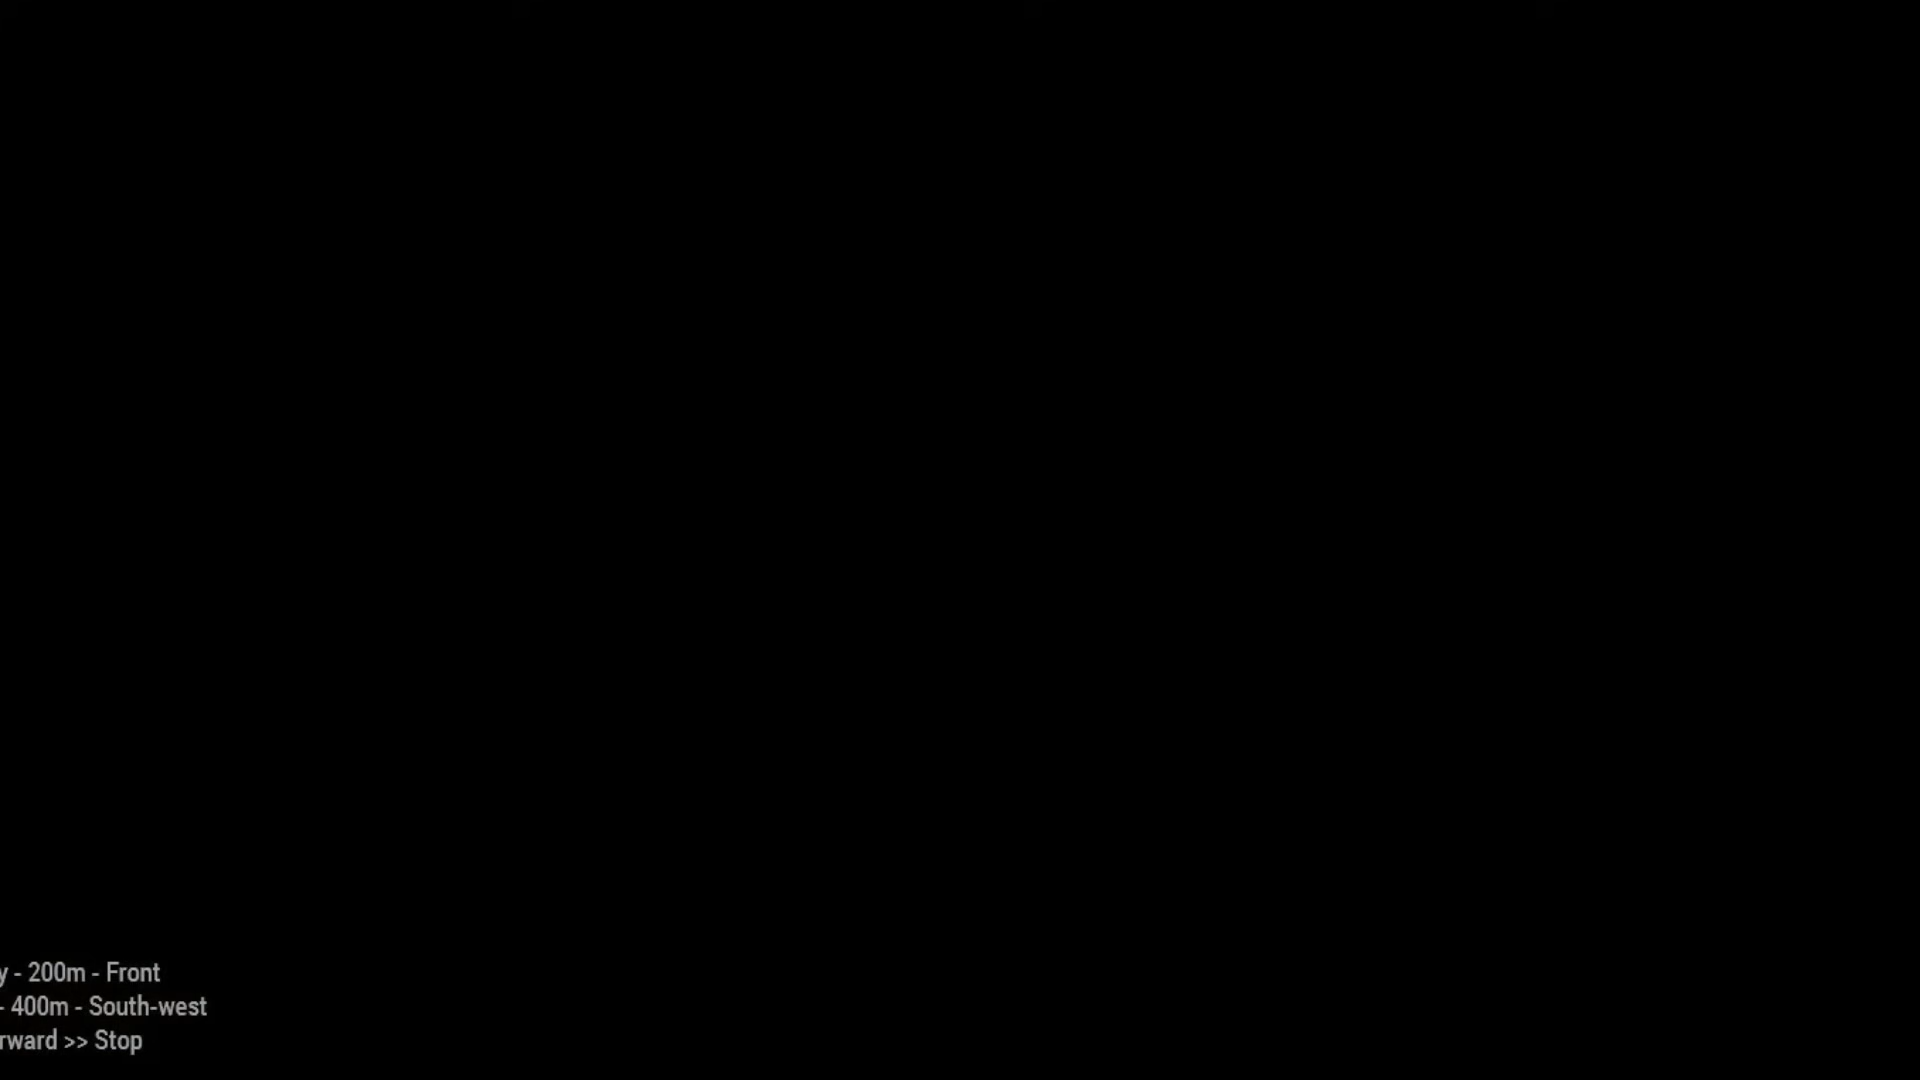 y - 200m - Front
- 400m - South-west
rward >> Stop